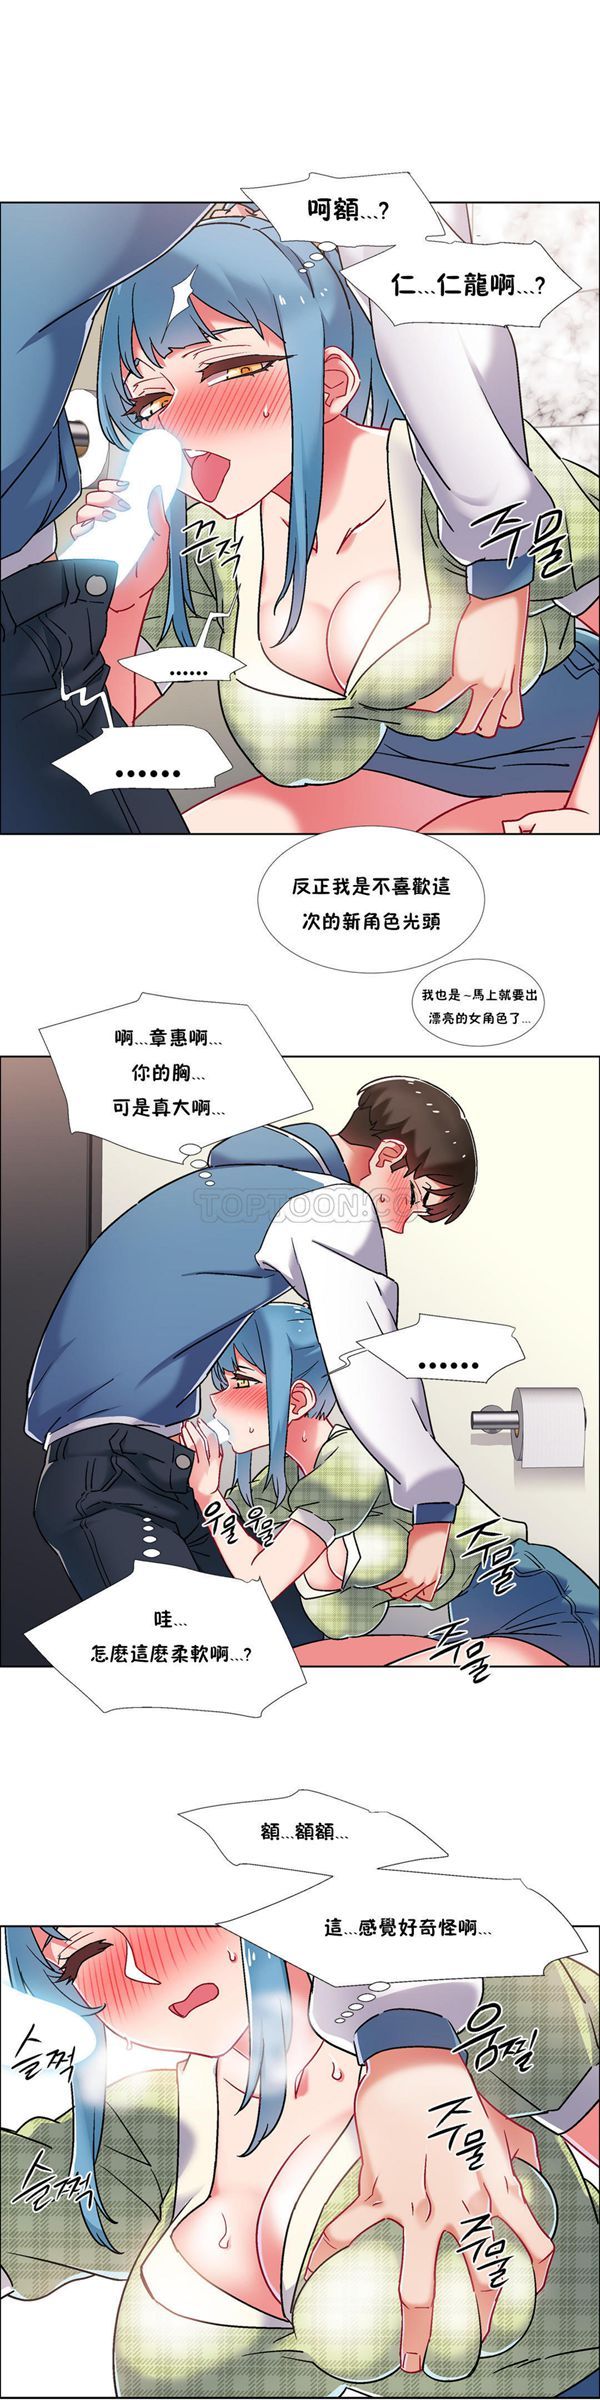 呵額...?
仁...仁龍啊...?
주물
끈적
......
......
反正我是不喜歡這
次的新角色光頭
我也是~馬上就要出
漂亮的女角色了...
啊...章惠啊...
你的胸...
可是真大啊...
TOPTOON!CO
......
우물 우물
주물
주물
哇...
怎麼這麼柔軟啊...?
額...額額...
這...感覺好奇怪啊...
슬쩍
움찔
주물
슬쩍
주물